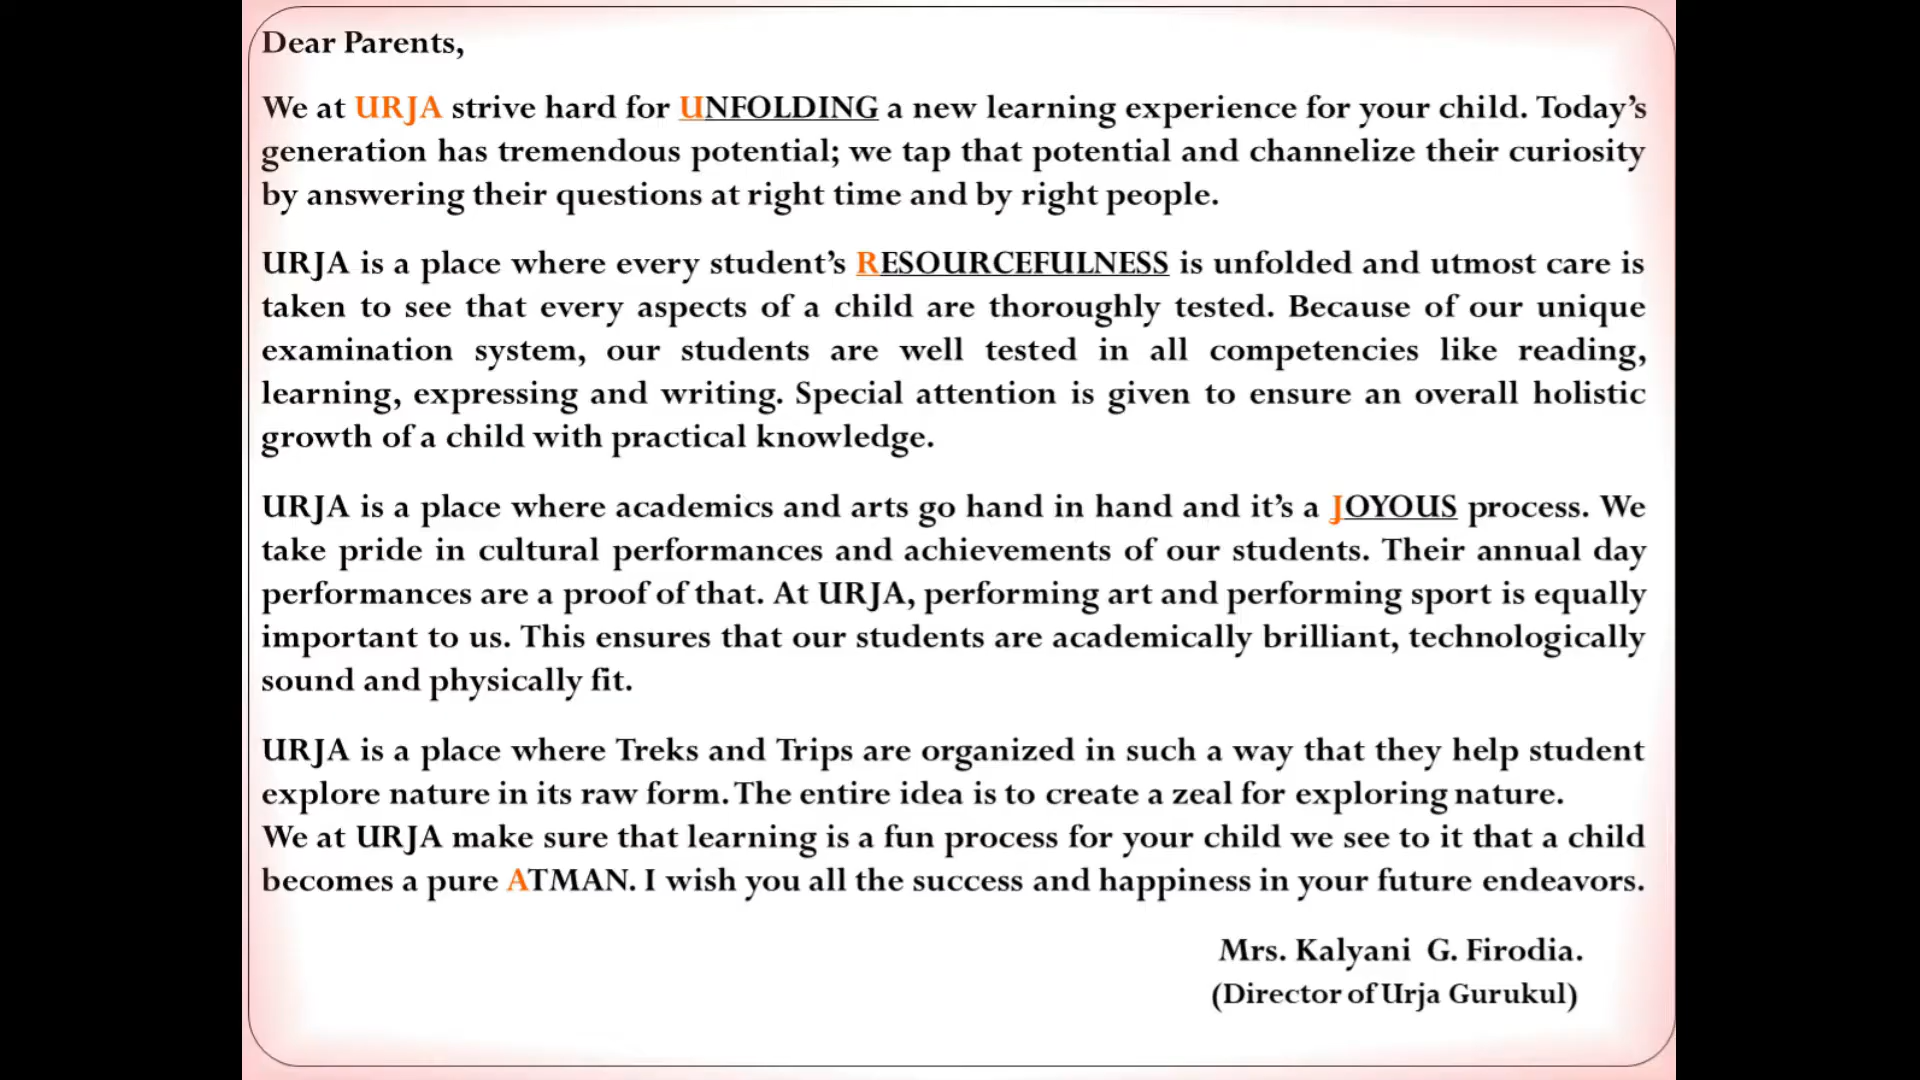 Dear Parents,
We at URJA strive hard for UNFOLDING a new learning experience for your child. Today’s
generation has tremendous potential; we tap that potential and channelize their curiosity
by answering their questions at right time and by right people.
URJA is a place where every student’s RESOURCEFULNESS is unfolded and utmost care is
taken to see that every aspects of a child are thoroughly tested. Because of our unique
examination system, our students are well tested in all competencies like reading,
learning, expressing and writing. Special attention is given to ensure an overall holistic
growth of a child with practical knowledge.
URJA is a place where academics and arts go hand in hand and it’s a JOYOUS process. We
take pride in cultural performances and achievements of our students. Their annual day
performances are a proof of that. At URJA, performing art and performing sport is equally
important to us. This ensures that our students are academically brilliant, technologically
sound and physically fit.
URJA is a place where Treks and Trips are organized in such a way that they help student
explore nature in its raw form. The entire idea is to create a zeal for exploring nature.
We at URJA make sure that learning is a fun process for your child we see to it that a child
becomes a pure ATMAN. I wish you all the success and happiness in your future endeavors.
Mrs. Kalyani G. Firodia.
(Director of Urja Gurukul)